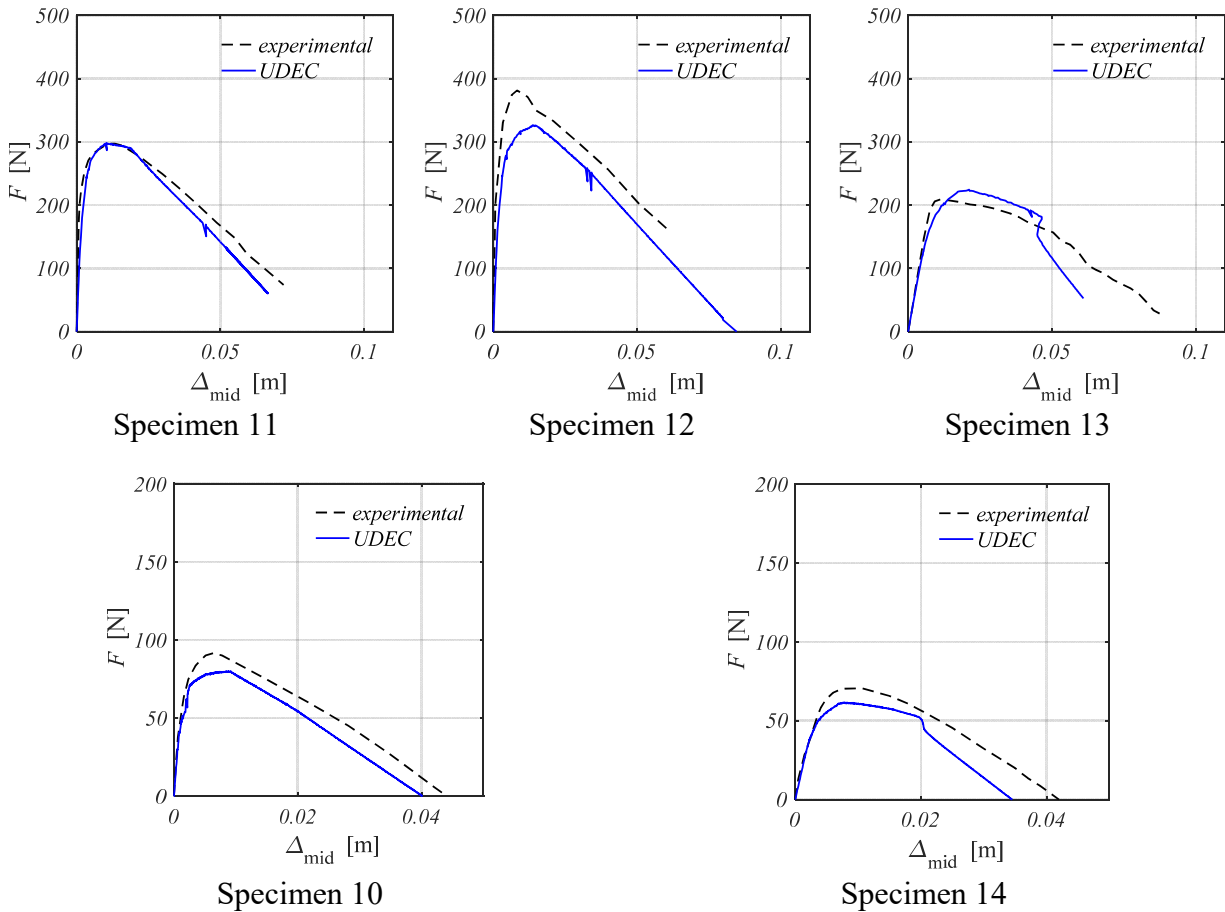 500
400
300
200
100
0
F [N]
experimental
UDEC
0
0.05
0.1
Δmid [m]
Specimen 11
500
400
300
200
100
0
F [N]
experimental
UDEC
0
0.05
0.1
Δmid [m]
Specimen 12
500
400
300
200
100
0
F [N]
experimental
UDEC
0
0.05
0.1
Δmid [m]
Specimen 13
200
150
100
50
0
F [N]
experimental
UDEC
0
0.02
0.04
Δmid [m]
Specimen 10
200
150
100
50
0
F [N]
experimental
UDEC
0
0.02
0.04
Δmid [m]
Specimen 14